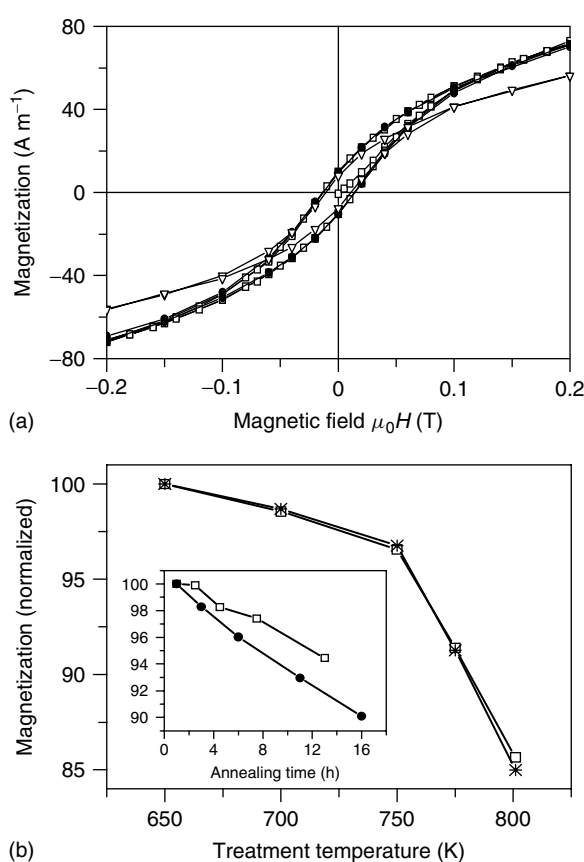 80
40
0
−40
−80
Magnetization (A m⁻¹)
−0.2 −0.1 0 0.1 0.2
(a) Magnetic field μ₀H (T)
100
95
90
85
Magnetization (normalized)
100
98
96
94
92
90
0 4 8 12 16
Annealing time (h)
650 700 750 800
(b) Treatment temperature (K)